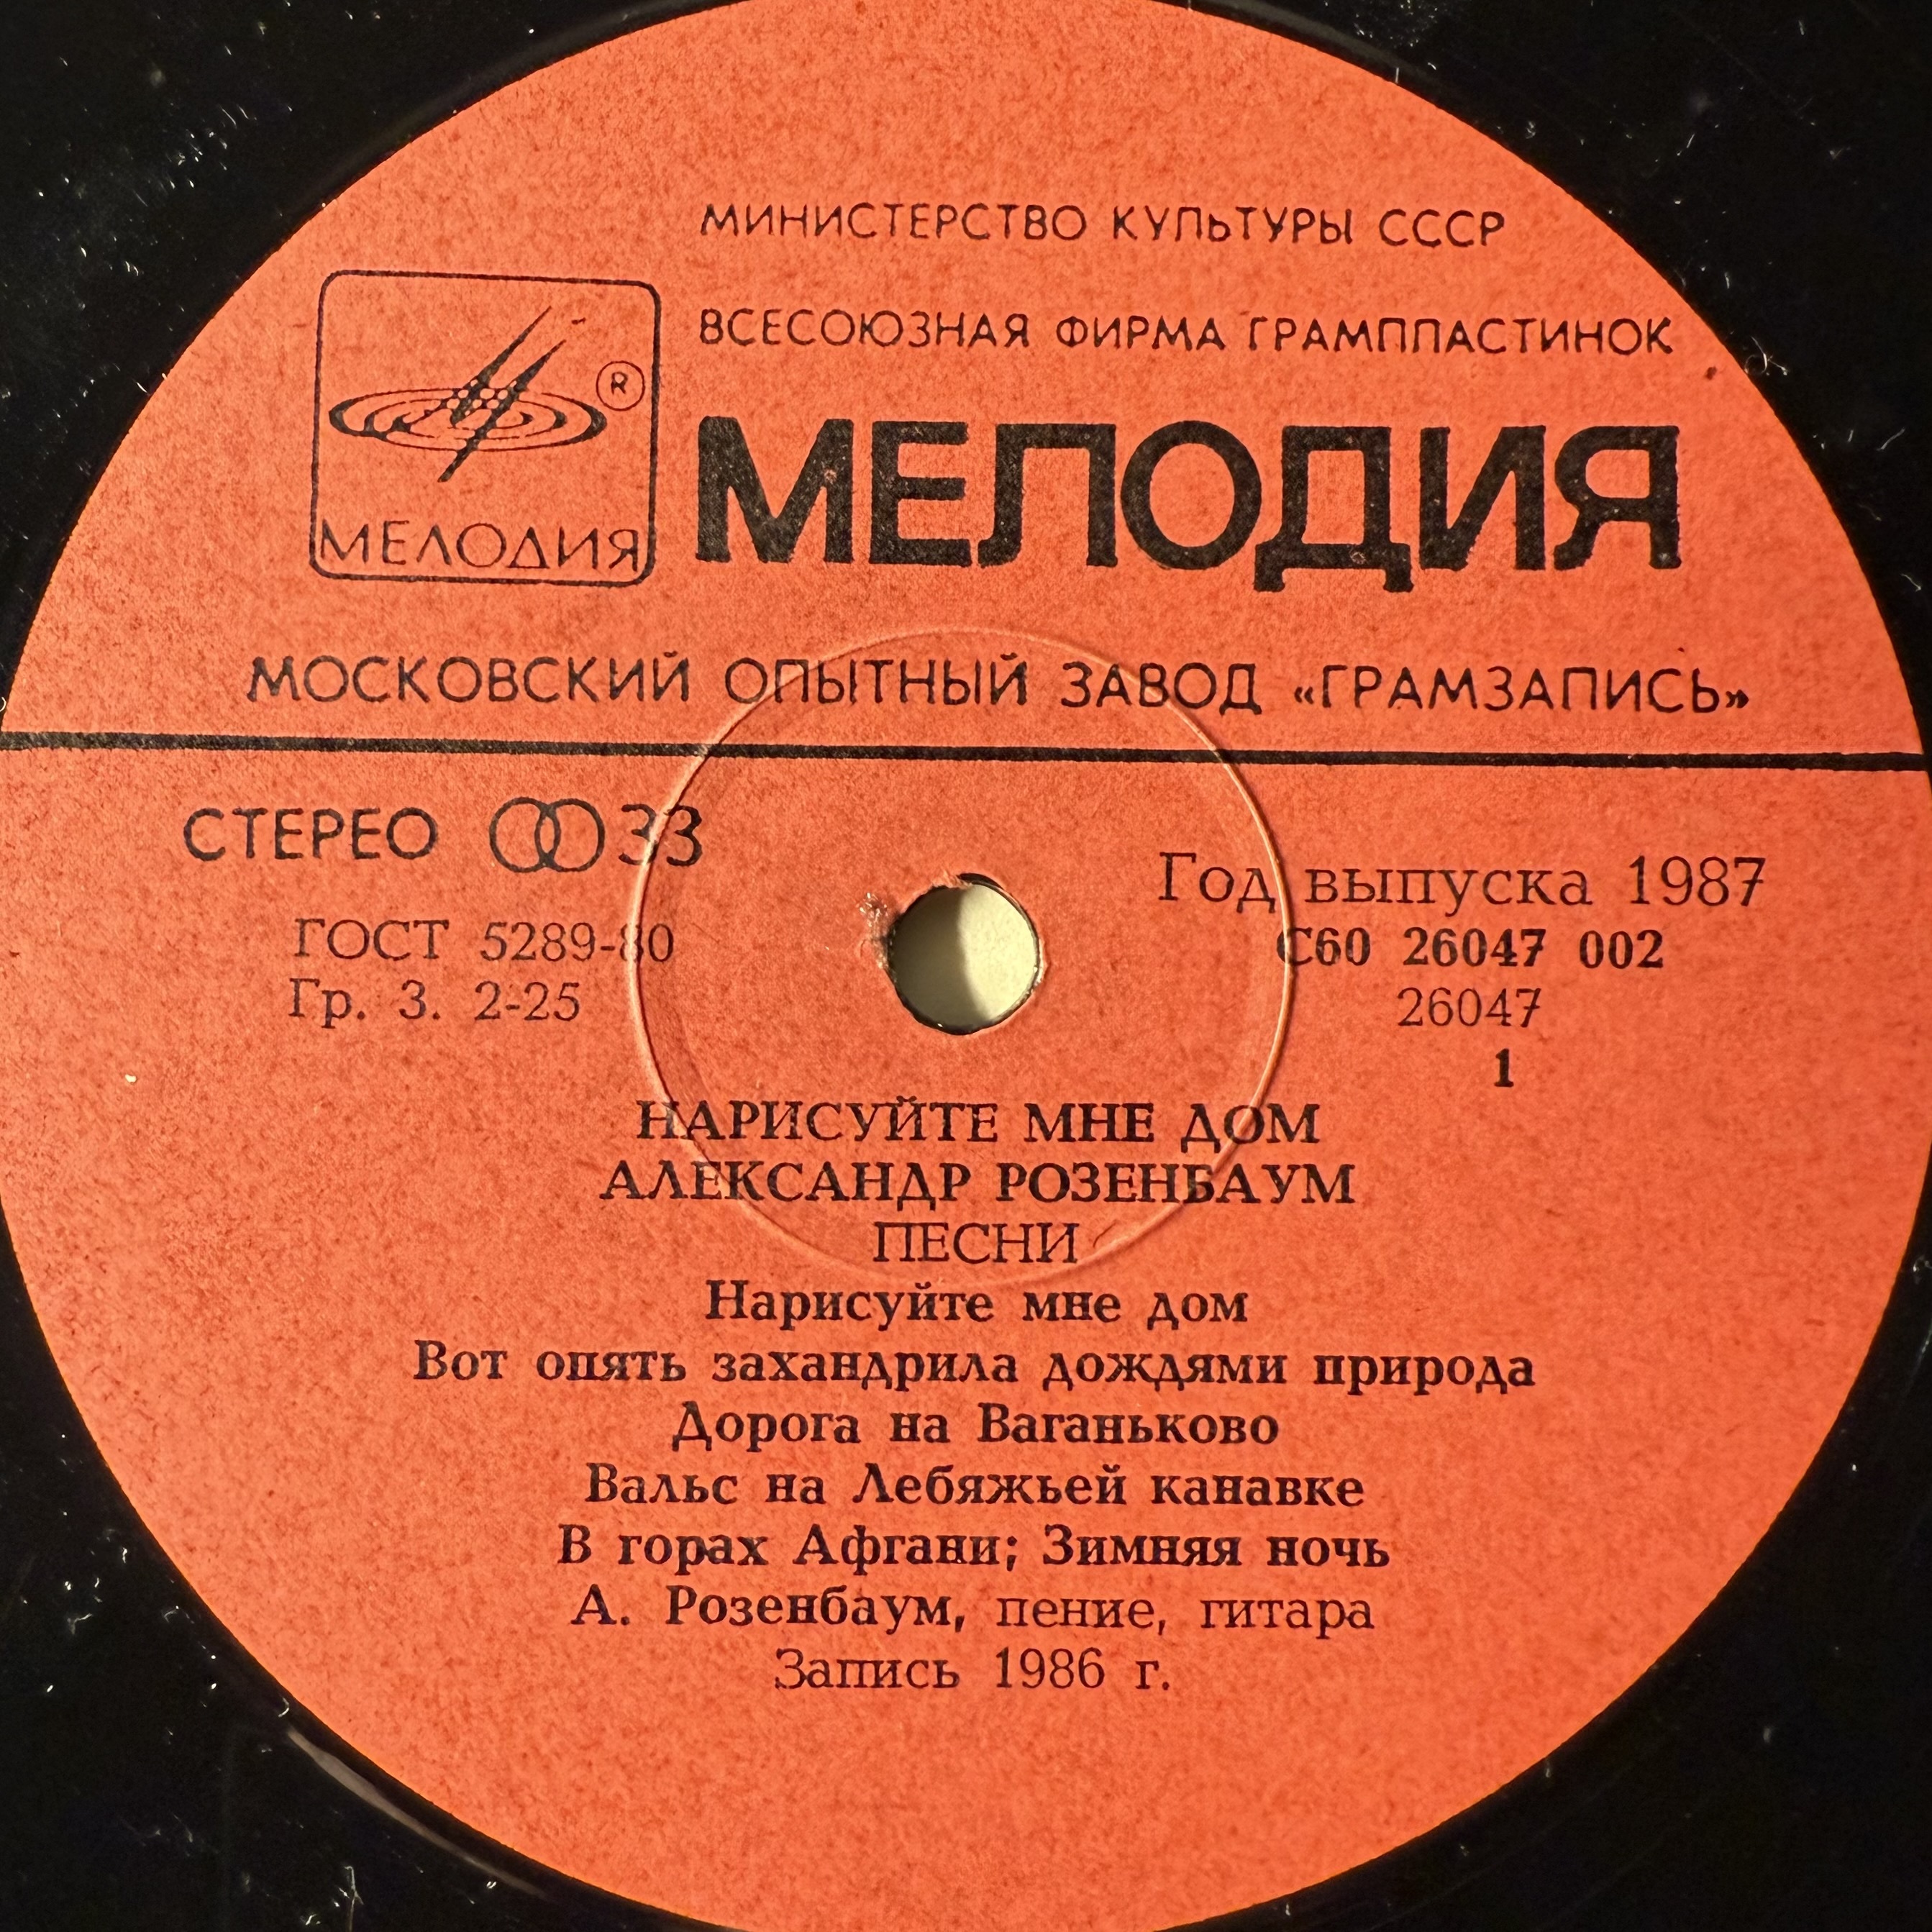 МИНИСТЕРСТВО КУЛЬТУРЫ СССР
ВСЕСОЮЗНАЯ ФИРМА ГРАМПЛАСТИНОК
®
МЕЛОДИЯ
МЕЛОДИЯ
МОСКОВСКИЙ ОПЫТНЫЙ ЗАВОД «ГРАМЗАПИСЬ»
СТЕРЕО 33
ГОСТ 5289-80
Гр. 3. 2-25
Год выпуска 1987
С60 26047 002
26047
1
НАРИСУЙТЕ МНЕ ДОМ
АЛЕКСАНДР РОЗЕНБАУМ
ПЕСНИ
Нарисуйте мне дом
Вот опять захандрила дождями природа
Дорога на Ваганьково
Вальс на Лебяжьей канавке
В горах Афгани; Зимняя ночь
А. Розенбаум, пение, гитара
Запись 1986 г.